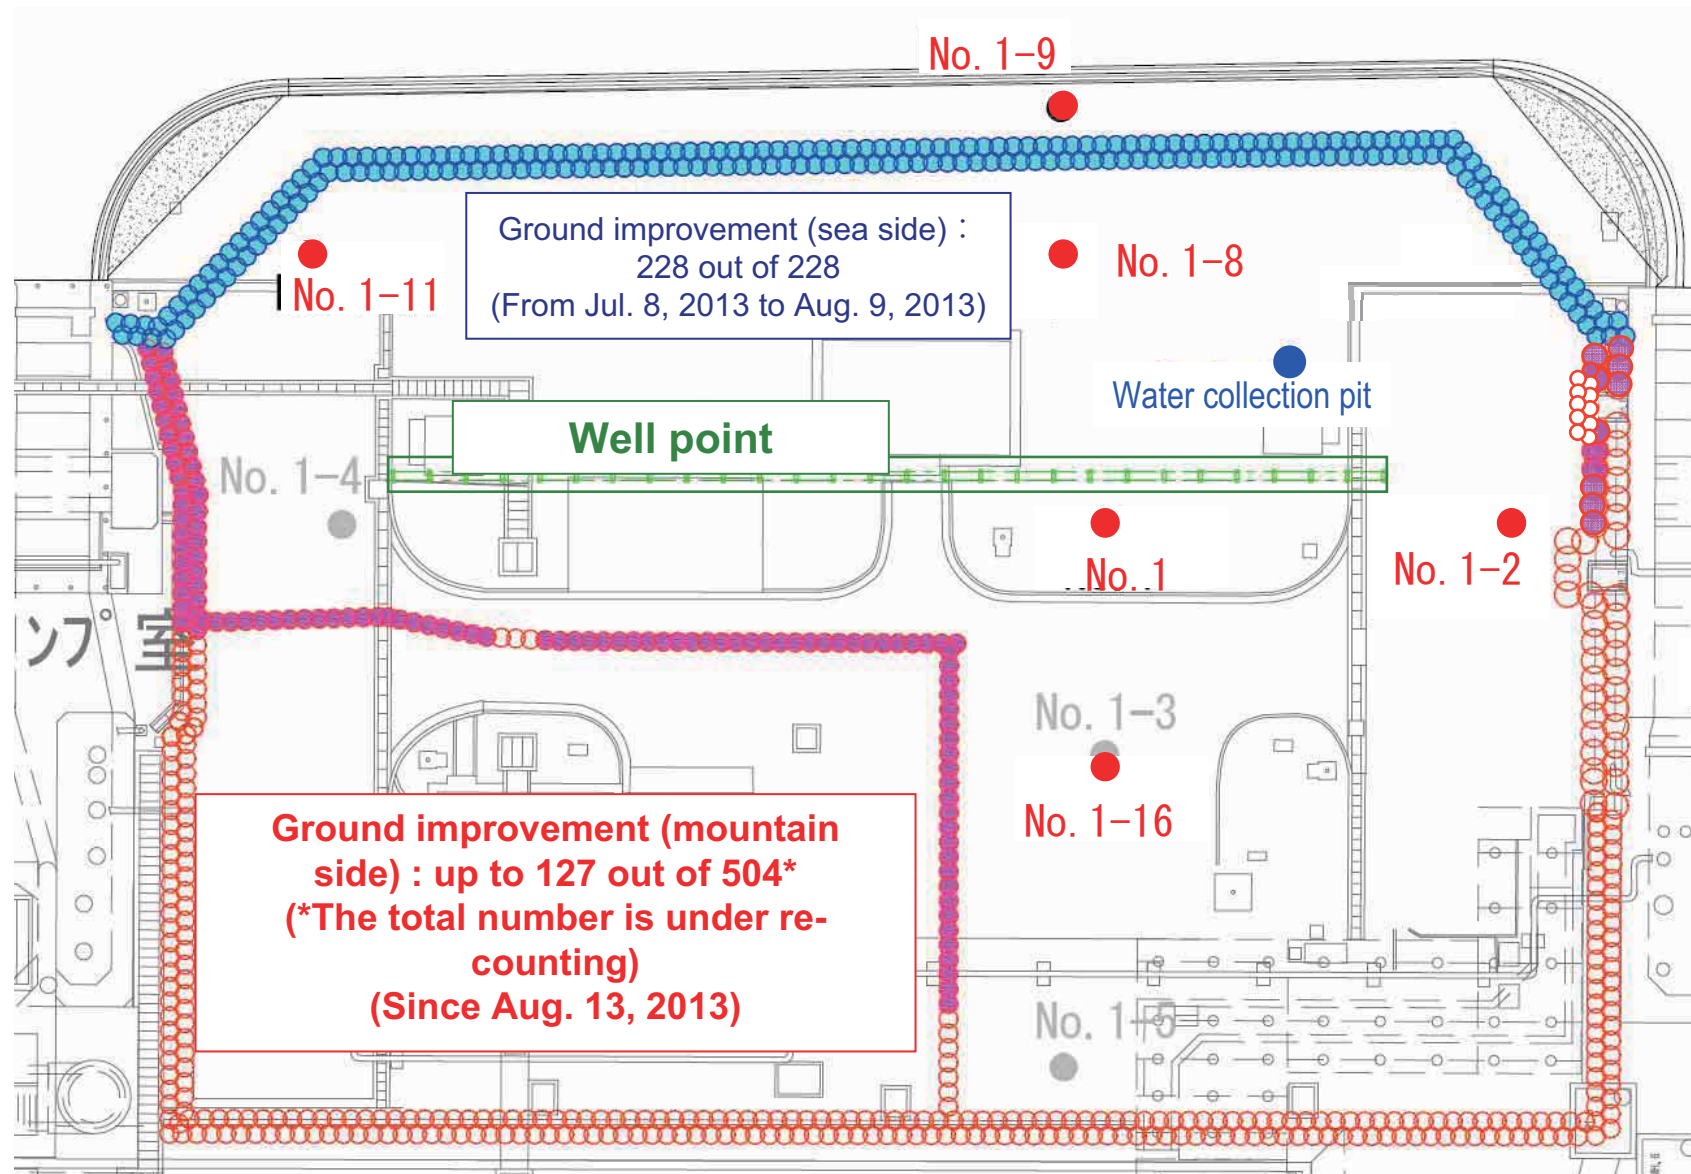 No. 1-9
Ground improvement (sea side) :
228 out of 228
(From Jul. 8, 2013 to Aug. 9, 2013)
No. 1-8
No. 1-11
Water collection pit
Well point
No. 1-4
No. 1
No. 1-2
ンプ室
No. 1-3
No. 1-16
Ground improvement (mountain
side) : up to 127 out of 504*
(*The total number is under re-
counting)
(Since Aug. 13, 2013)
No. 1-5